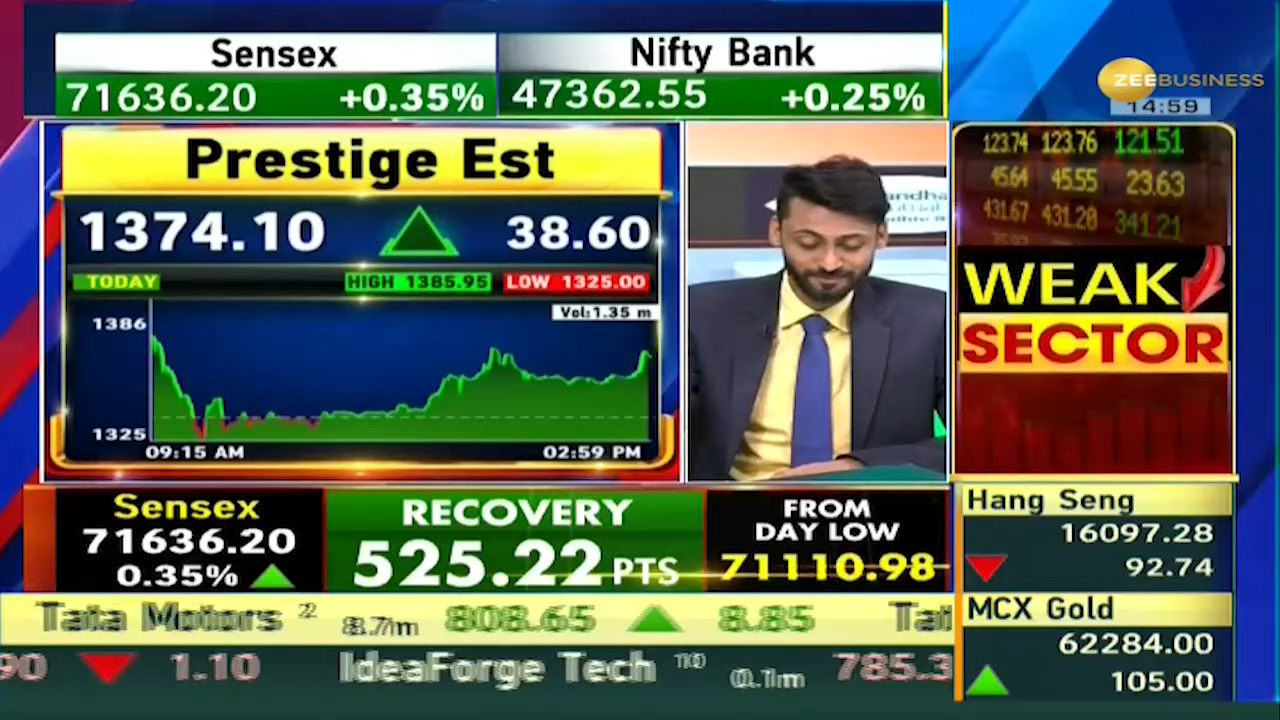 Sensex
71636.20 +0.35%
Nifty Bank
47362.55 +0.25%
ZEEBUSINESS
14:59
Prestige Est
1374.10 38.60
TODAY HIGH 1385.95 LOW 1325.00
Vol:1.35 m
1386
1325
09:15 AM 02:59 PM
123.74 123.76 121.51
45.64 45.55 23.63
431.67 431.20 341.21
WEAK
SECTOR
Sensex
71636.20
0.35%
RECOVERY
525.22 PTS
FROM
DAY LOW
71110.98
Hang Seng
16097.28
92.74
MCX Gold
62284.00
105.00
Tata Motors 8.7m 808.65 8.85 Tat
90 1.10 IdeaForge Tech 0.1m 785.3